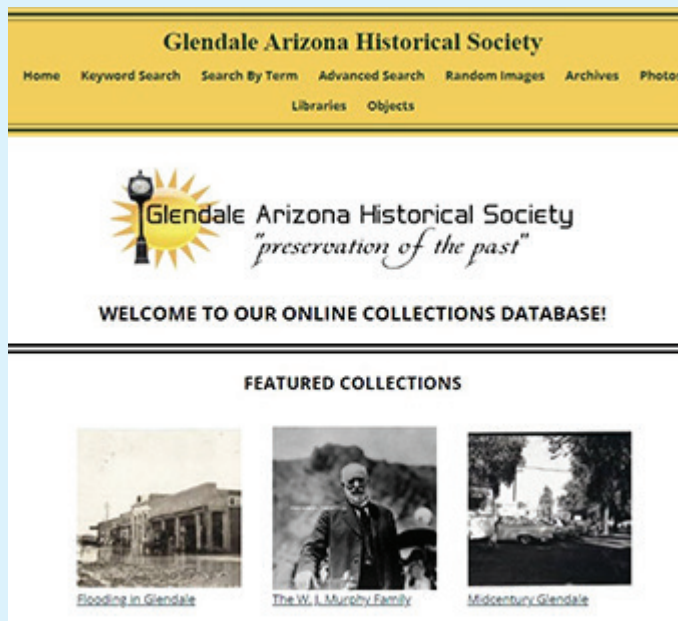 Glendale Arizona Historical Society
Home Keyword Search Search By Term Advanced Search Random Images Archives Photos
Libraries Objects
Glendale Arizona Historical Society
"preservation of the past"
WELCOME TO OUR ONLINE COLLECTIONS DATABASE!
FEATURED COLLECTIONS
Flooding in Glendale The W. J. Murphy Family Midcentury Glendale